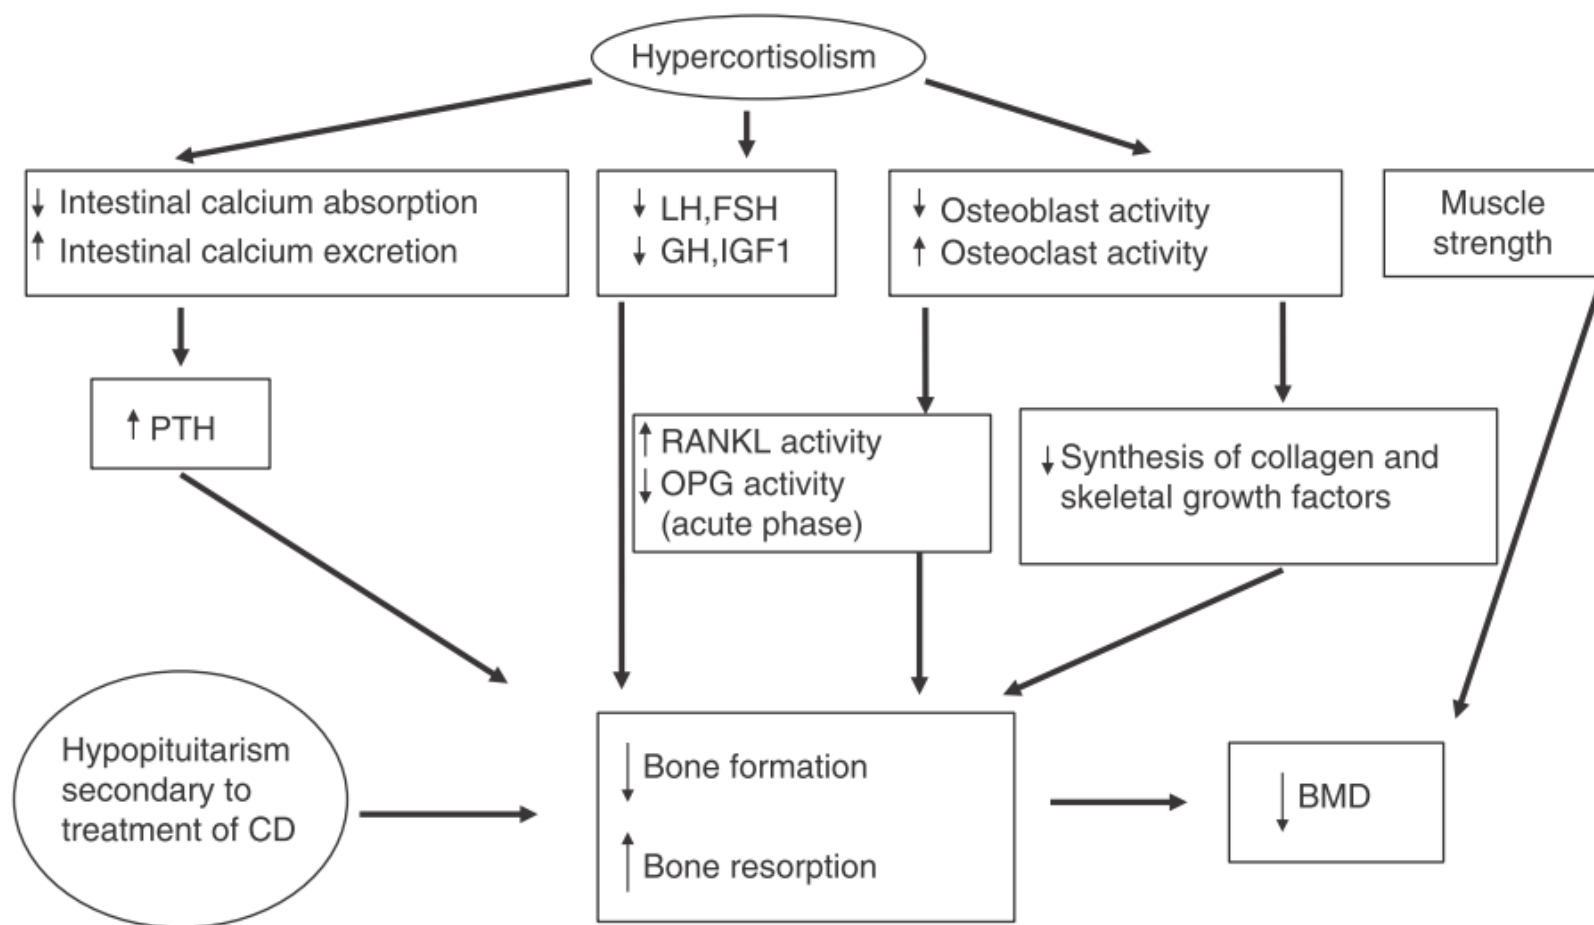 Hypercortisolism
↓ Intestinal calcium absorption
↑ Intestinal calcium excretion
↓ LH,FSH
↓ GH,IGF1
↓ Osteoblast activity
↑ Osteoclast activity
Muscle
strength
↑ PTH
↑ RANKL activity
↓ OPG activity
(acute phase)
↓ Synthesis of collagen and
skeletal growth factors
Hypopituitarism
secondary to
treatment of CD
↓ Bone formation
↑ Bone resorption
↓ BMD